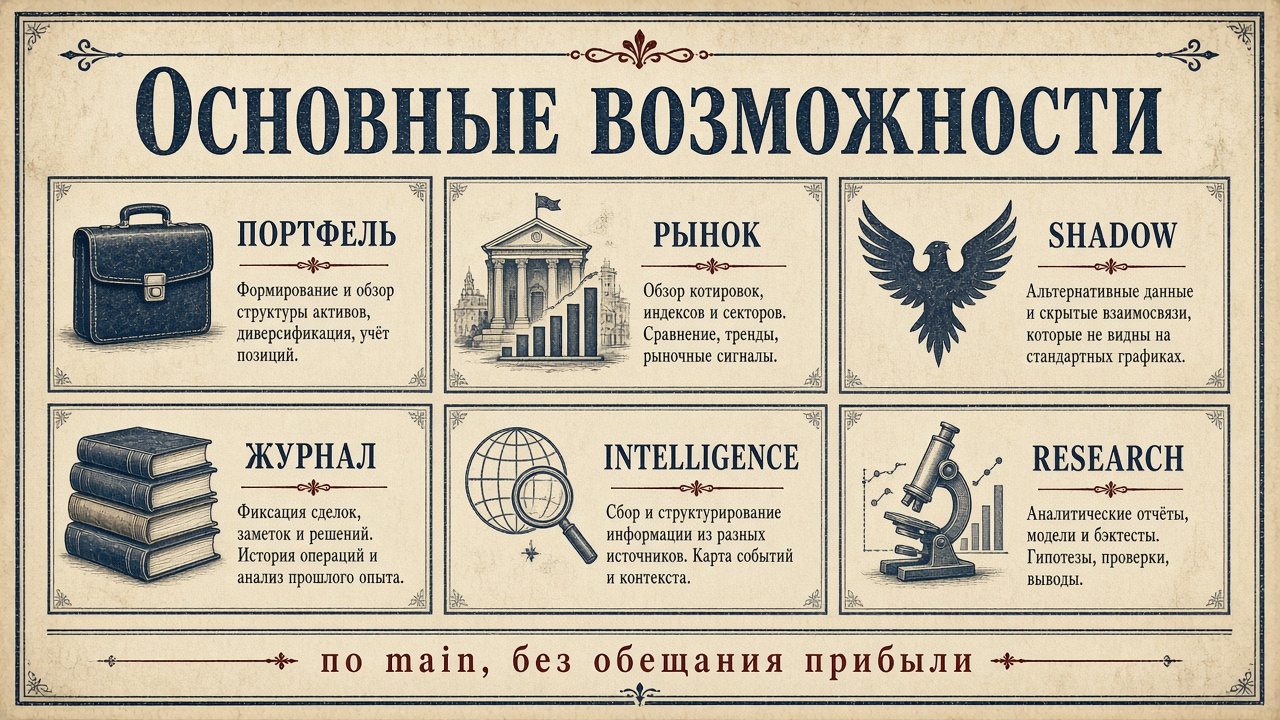 Основные возможности
ПОРТФЕЛЬ
Формирование и обзор
структуры активов,
диверсификация, учёт
позиций.
РЫНОК
Обзор котировок,
индексов и секторов.
Сравнение, тренды,
рыночные сигналы.
SHADOW
Альтернативные данные
и скрытые взаимосвязи,
которые не видны на
стандартных графиках.
ЖУРНАЛ
Фиксация сделок,
заметок и решений.
История операций и
анализ прошлого опыта.
INTELLIGENCE
Сбор и структурирование
информации из разных
источников. Карта событий
и контекста.
RESEARCH
Аналитические отчёты,
модели и бэктесты.
Гипотезы, проверки,
выводы.
по main, без обещания прибыли